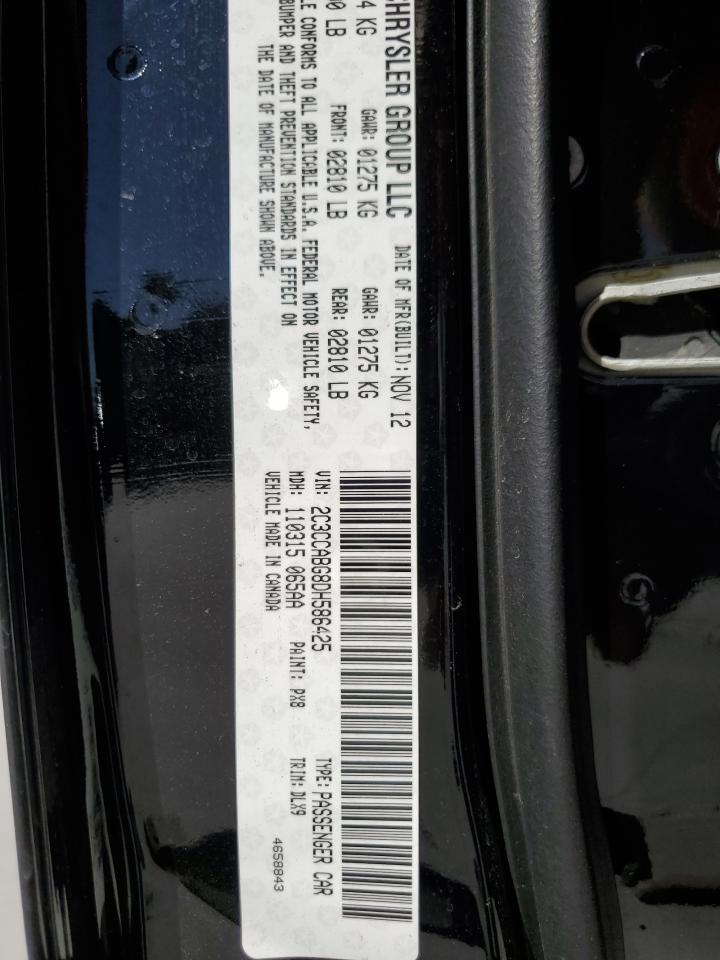 CHRYSLER GROUP LLC
DATE OF MFR(BUILT): NOV 12
4 KG GAWR: 01275 KG GAWR: 01275 KG
00 LB FRONT: 02810 LB REAR: 02810 LB
LE CONFORMS TO ALL APPLICABLE U.S.A. FEDERAL MOTOR VEHICLE SAFETY,
BUMPER AND THEFT PREVENTION STANDARDS IN EFFECT ON
THE DATE OF MANUFACTURE SHOWN ABOVE.
VIN: 2C3CCABG8DH586425 TYPE: PASSENGER CAR
MDH: 110315 065AA PAINT: PX8 TRIM: DLX9
VEHICLE MADE IN CANADA
4658843